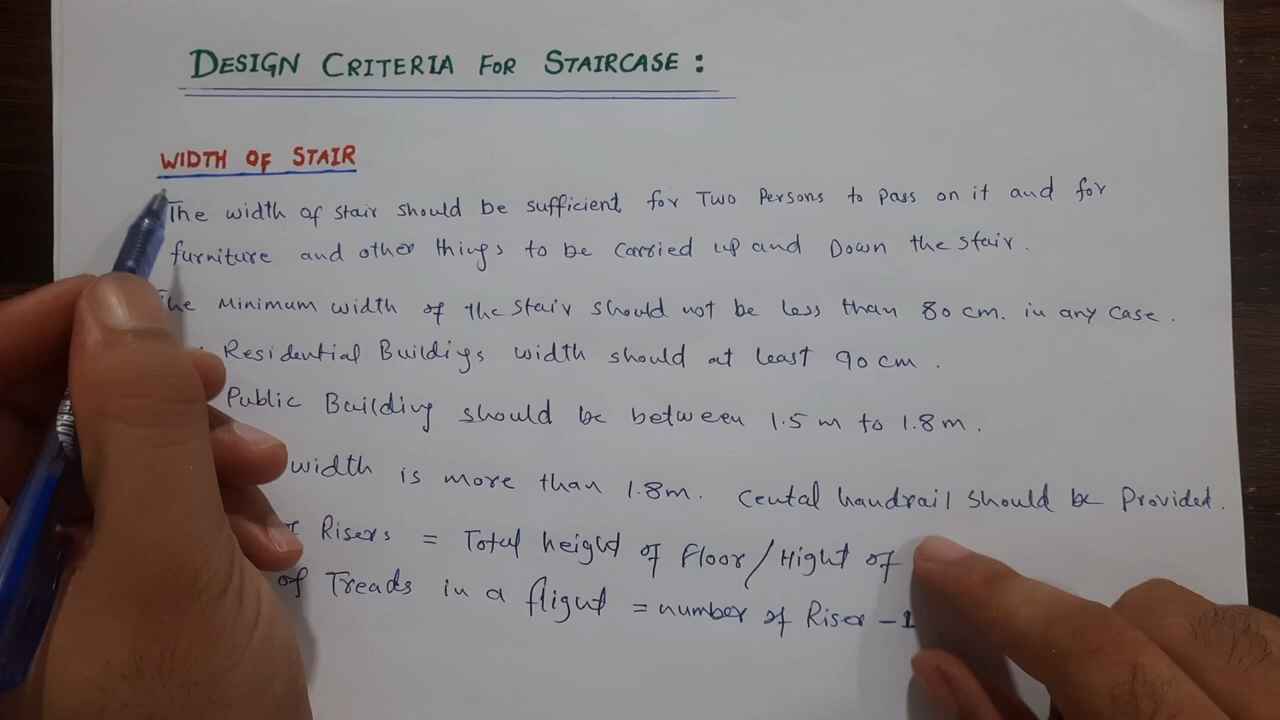 DESIGN CRITERIA FOR STAIRCASE :
WIDTH OF STAIR
The width of stair should be sufficient for Two Persons to pass on it and for
furniture and other things to be carried up and Down the stair.
The Minimum width of the stair should not be less than 80 cm. in any case.
Residential Buildigs width should at least 90 cm.
Public Building should be between 1.5 m to 1.8 m.
width is more than 1.8 m. Cental handrail should be Provided.
Risers = Total height of floor / Hight of
of Treads in a flight = number of Riser - 1